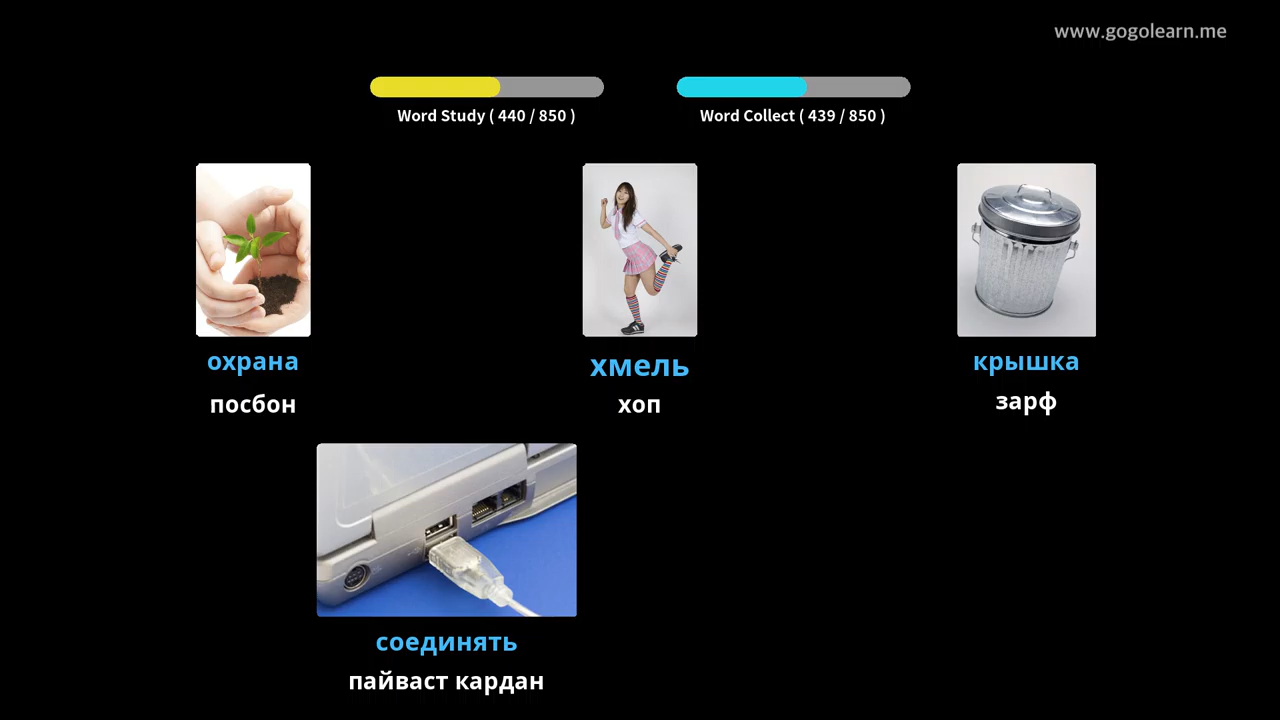 www.gogolearn.me
Word Study ( 440 / 850 )
Word Collect ( 439 / 850 )
охрана
посбон
хмель
хоп
крышка
зарф
соединять
пайваст кардан